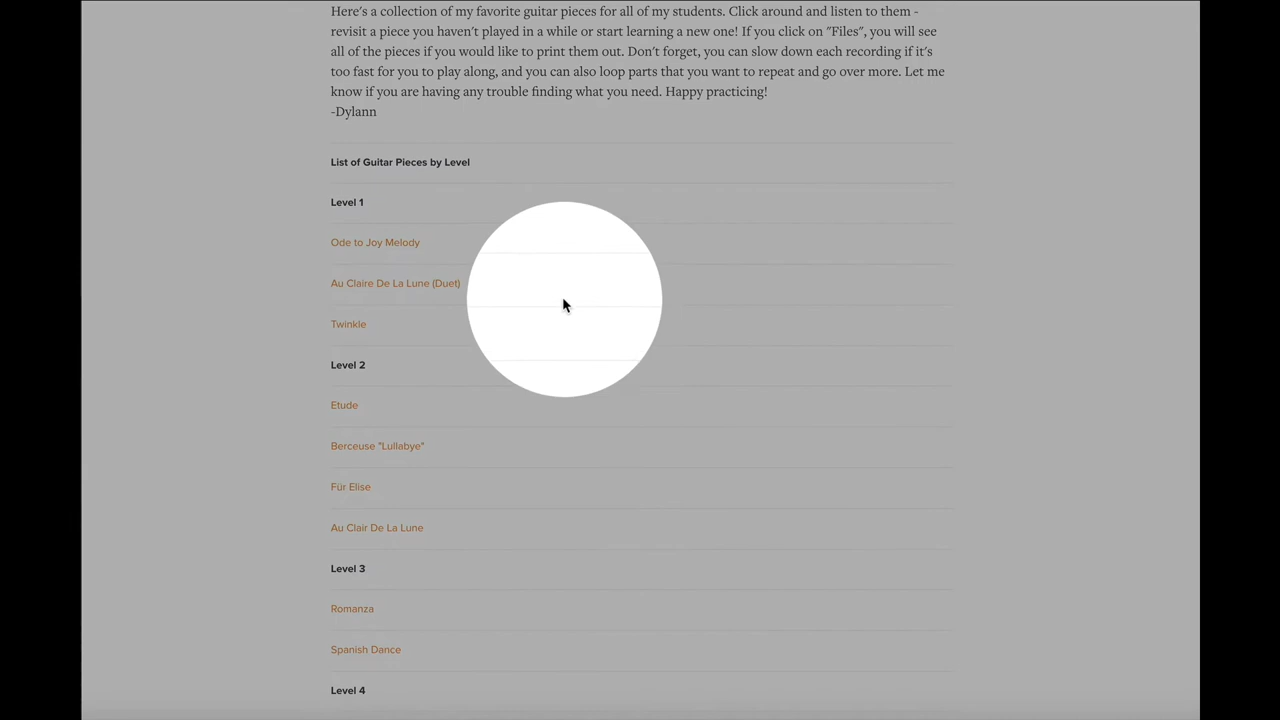 Here's a collection of my favorite guitar pieces for all of my students. Click around and listen to them -
revisit a piece you haven't played in a while or start learning a new one! If you click on "Files", you will see
all of the pieces if you would like to print them out. Don't forget, you can slow down each recording if it's
too fast for you to play along, and you can also loop parts that you want to repeat and go over more. Let me
know if you are having any trouble finding what you need. Happy practicing!
-Dylann
List of Guitar Pieces by Level
Level 1
Ode to Joy Melody
Au Claire De La Lune (Duet)
Twinkle
Level 2
Etude
Berceuse "Lullabye"
Für Elise
Au Clair De La Lune
Level 3
Romanza
Spanish Dance
Level 4